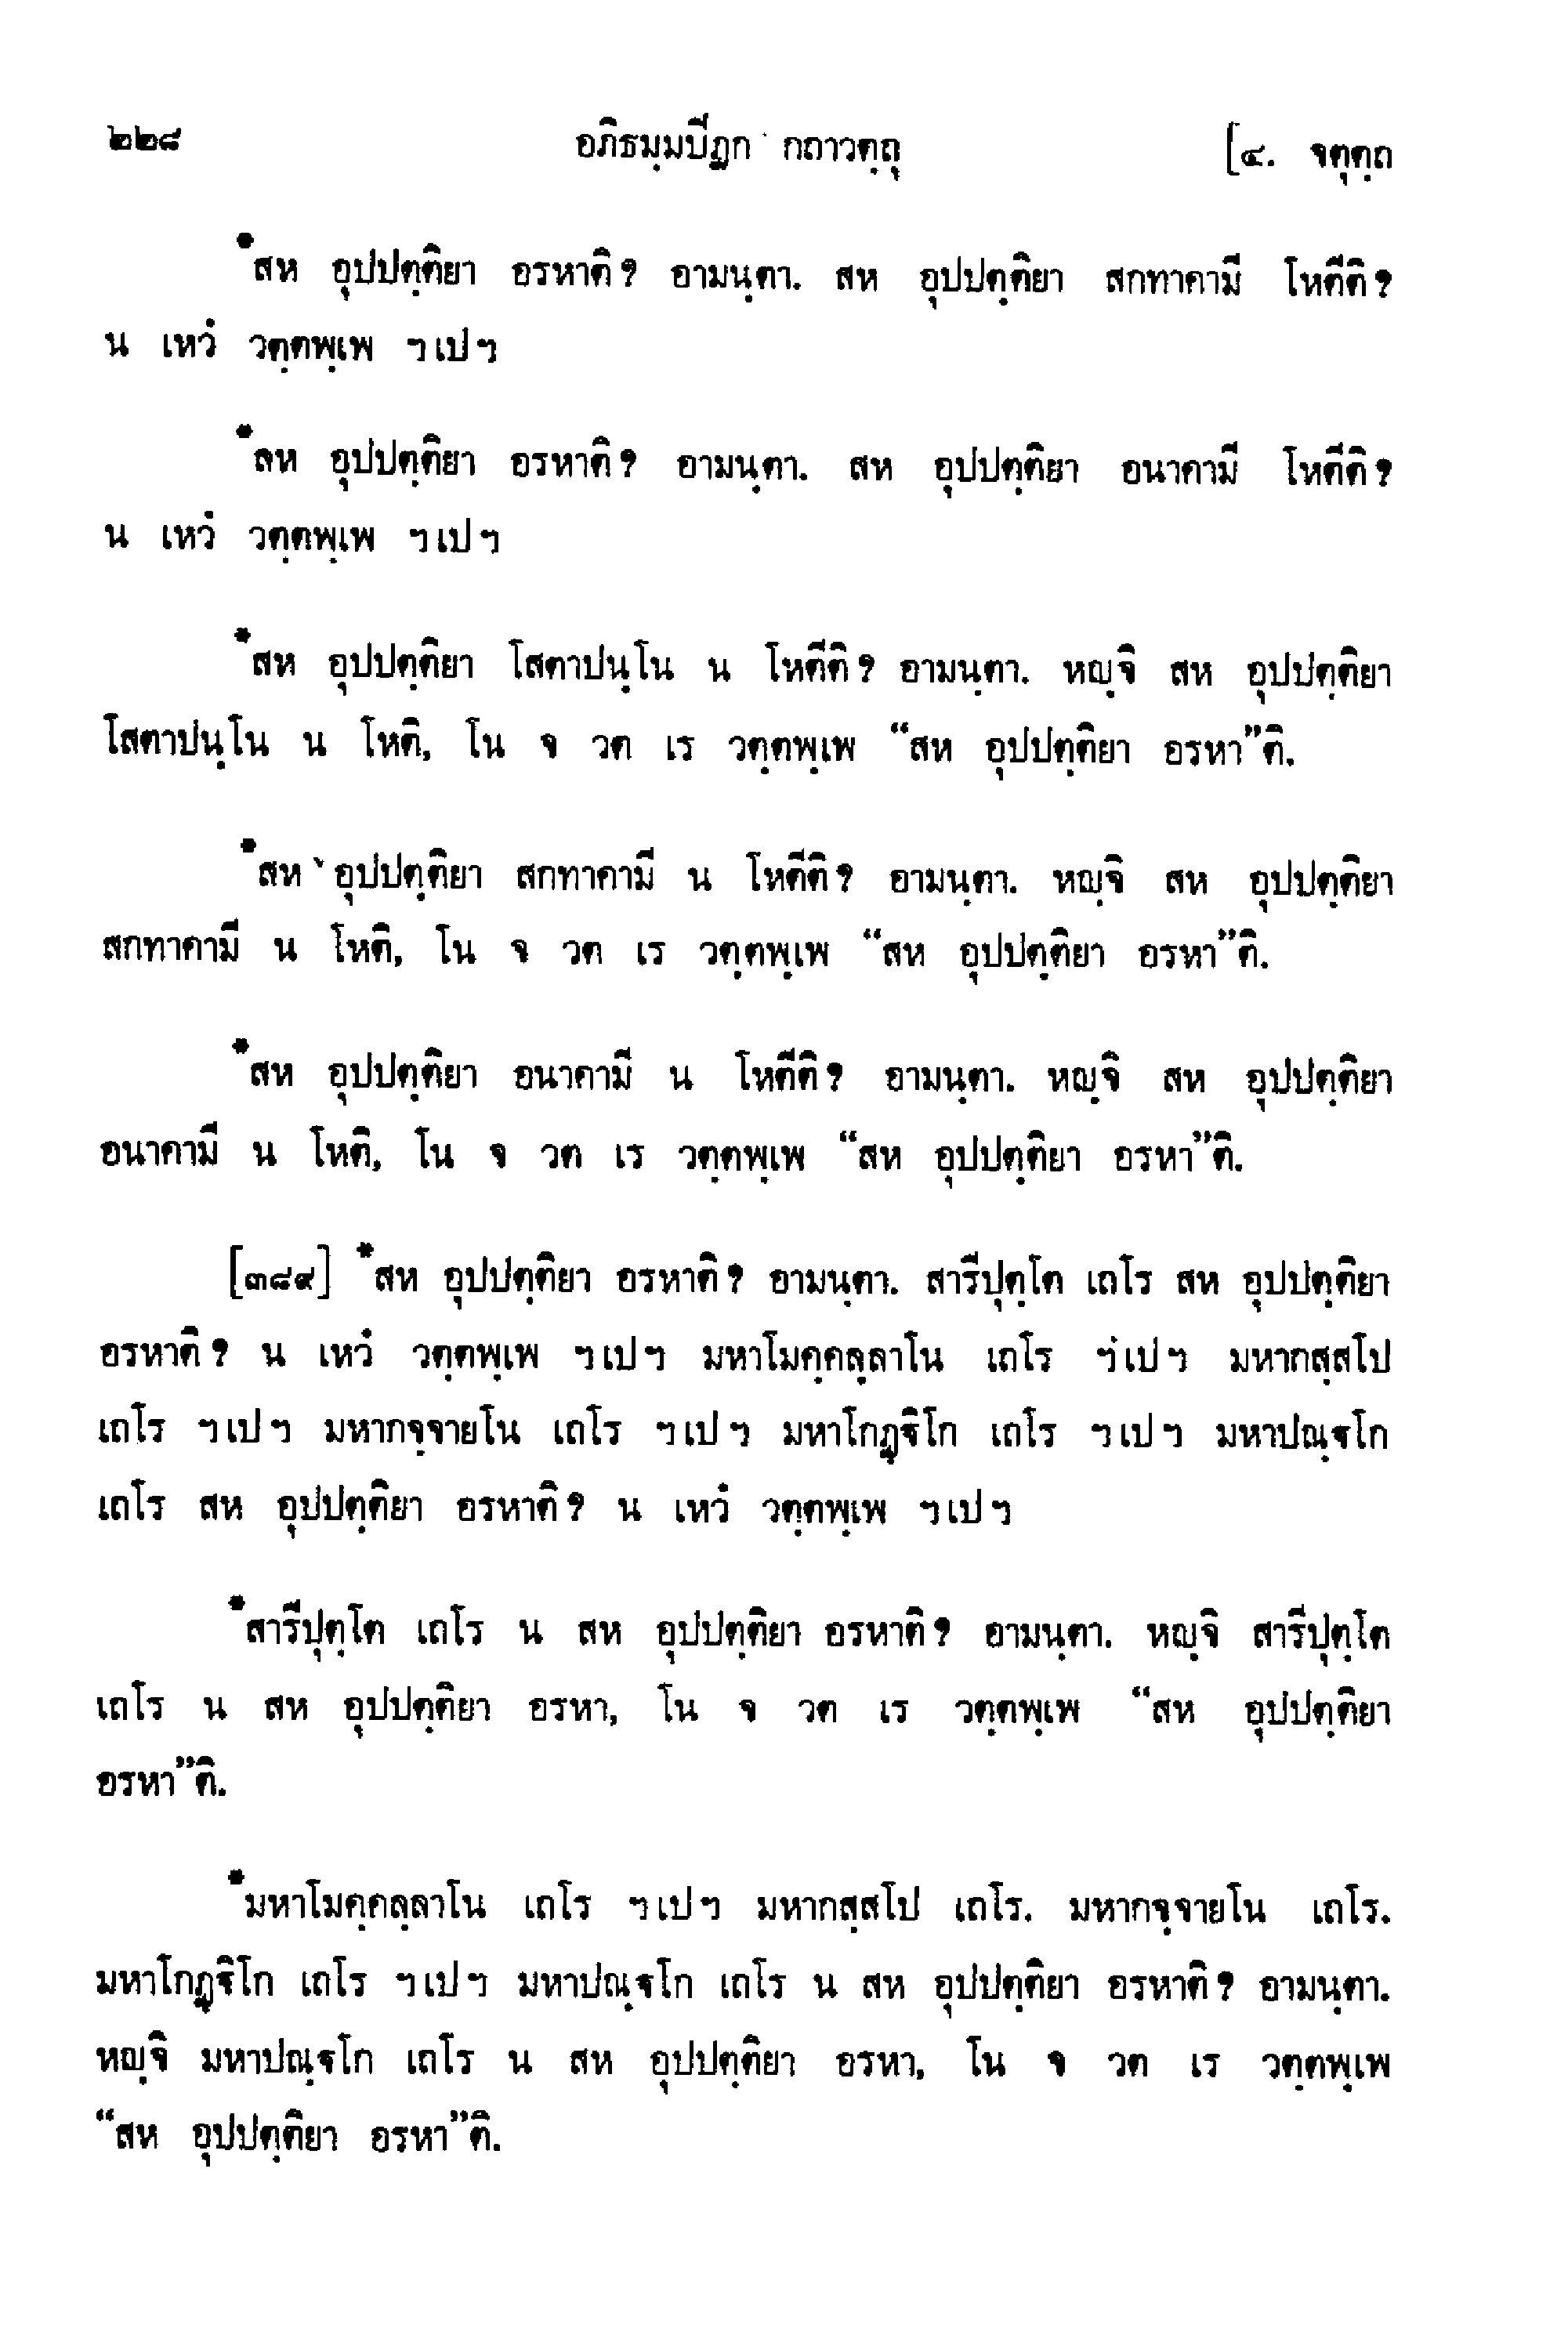 ๒๒๘ อภิธมฺมปิฏก กถาวตฺถุ [๔. จตุตฺถ
*สห อุปปตฺติยา อรหาติ? อามนฺตา. สห อุปปตฺติยา สกทาคามี โหตีติ?
น เหวํ วตฺตพฺเพ ฯเปฯ
*สห อุปปตฺติยา อรหาติ? อามนฺตา. สห อุปปตฺติยา อนาคามี โหตีติ?
น เหวํ วตฺตพฺเพ ฯเปฯ
*สห อุปปตฺติยา โสตาปนฺโน น โหตีติ? อามนฺตา. หญฺจิ สห อุปปตฺติยา
โสตาปนฺโน น โหติ, โน จ วต เร วตฺตพฺเพ “สห อุปปตฺติยา อรหา”ติ.
*สห อุปปตฺติยา สกทาคามี น โหตีติ? อามนฺตา. หญฺจิ สห อุปปตฺติยา
สกทาคามี น โหติ, โน จ วต เร วตฺตพฺเพ “สห อุปปตฺติยา อรหา”ติ.
*สห อุปปตฺติยา อนาคามี น โหตีติ? อามนฺตา. หญฺจิ สห อุปปตฺติยา
อนาคามี น โหติ, โน จ วต เร วตฺตพฺเพ “สห อุปปตฺติยา อรหา”ติ.
[๓๘๙] *สห อุปปตฺติยา อรหาติ? อามนฺตา. สารีปุตฺโต เถโร สห อุปปตฺติยา
อรหาติ? น เหวํ วตฺตพฺเพ ฯเปฯ มหาโมคฺคลฺลาโน เถโร ฯเปฯ มหากสฺสโป
เถโร ฯเปฯ มหากจฺจายโน เถโร ฯเปฯ มหาโกฏฺฐิโก เถโร ฯเปฯ มหาปณฺฐโก
เถโร สห อุปปตฺติยา อรหาติ? น เหวํ วตฺตพฺเพ ฯเปฯ
*สารีปุตฺโต เถโร น สห อุปปตฺติยา อรหาติ? อามนฺตา. หญฺจิ สารีปุตฺโต
เถโร น สห อุปปตฺติยา อรหา, โน จ วต เร วตฺตพฺเพ “สห อุปปตฺติยา
อรหา”ติ.
*มหาโมคฺคลฺลาโน เถโร ฯเปฯ มหากสฺสโป เถโร. มหากจฺจายโน เถโร.
มหาโกฏฺฐิโก เถโร ฯเปฯ มหาปณฺฐโก เถโร น สห อุปปตฺติยา อรหาติ? อามนฺตา.
หญฺจิ มหาปณฺฐโก เถโร น สห อุปปตฺติยา อรหา, โน จ วต เร วตฺตพฺเพ
“สห อุปปตฺติยา อรหา”ติ.